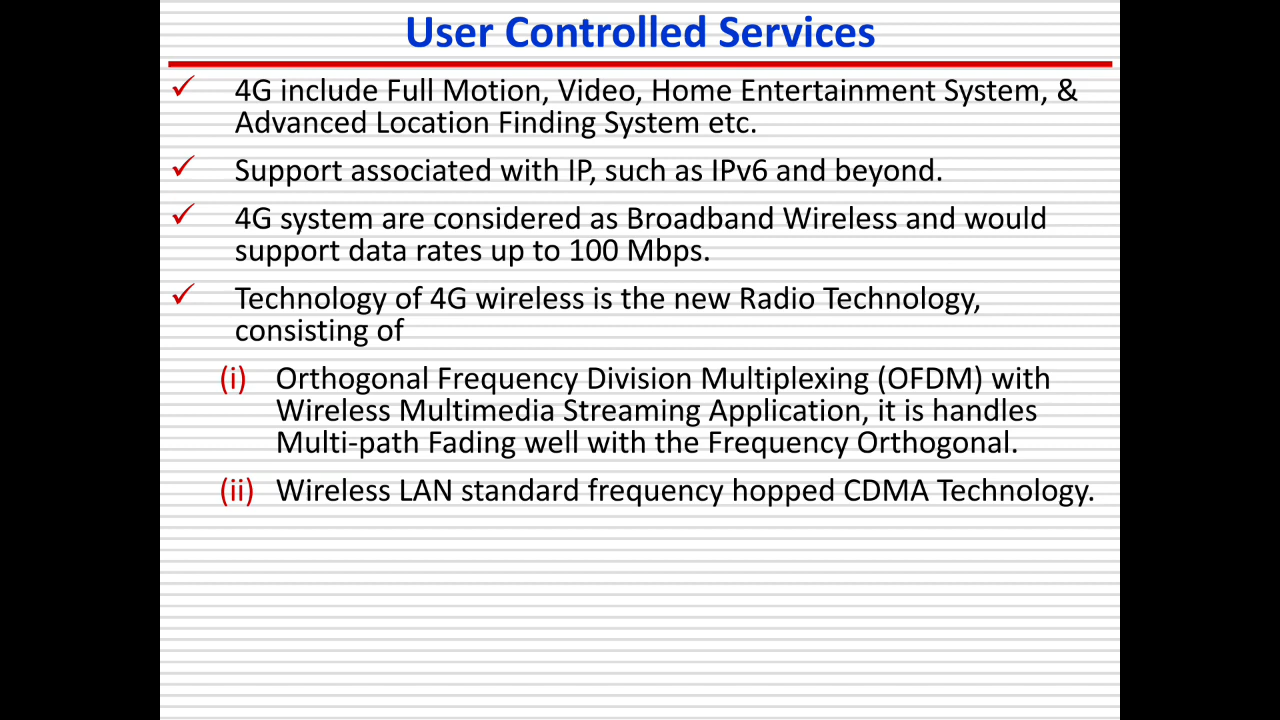 User Controlled Services
✓ 4G include Full Motion, Video, Home Entertainment System, &
Advanced Location Finding System etc.
✓ Support associated with IP, such as IPv6 and beyond.
✓ 4G system are considered as Broadband Wireless and would
support data rates up to 100 Mbps.
✓ Technology of 4G wireless is the new Radio Technology,
consisting of
(i) Orthogonal Frequency Division Multiplexing (OFDM) with
Wireless Multimedia Streaming Application, it is handles
Multi-path Fading well with the Frequency Orthogonal.
(ii) Wireless LAN standard frequency hopped CDMA Technology.